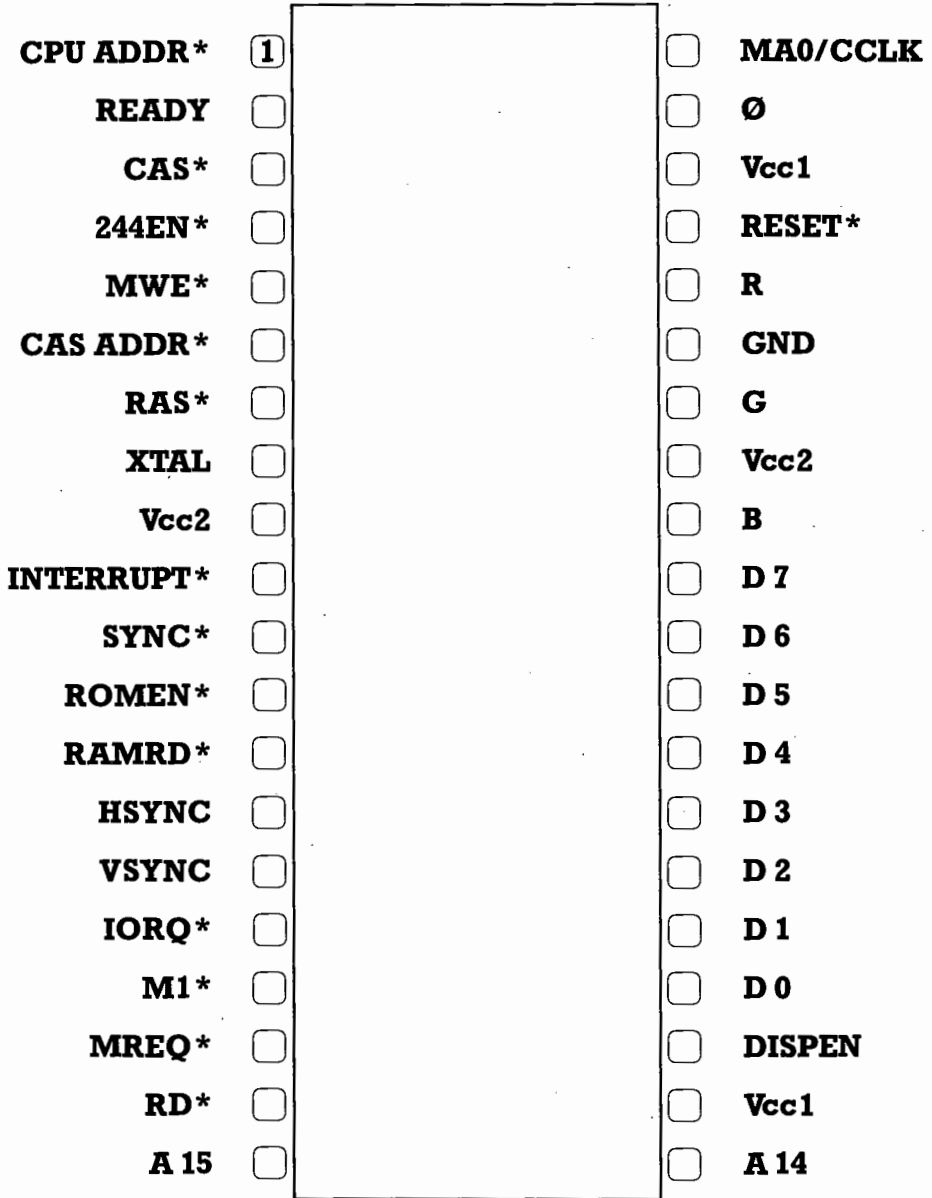 CPU ADDR* 1 MA0/CCLK
READY Ø
CAS* Vcc1
244EN* RESET*
MWE* R
CAS ADDR* GND
RAS* G
XTAL Vcc2
Vcc2 B
INTERRUPT* D 7
SYNC* D 6
ROMEN* D 5
RAMRD* D 4
HSYNC D 3
VSYNC D 2
IORQ* D 1
M1* D 0
MREQ* DISPEN
RD* Vcc1
A 15 A 14